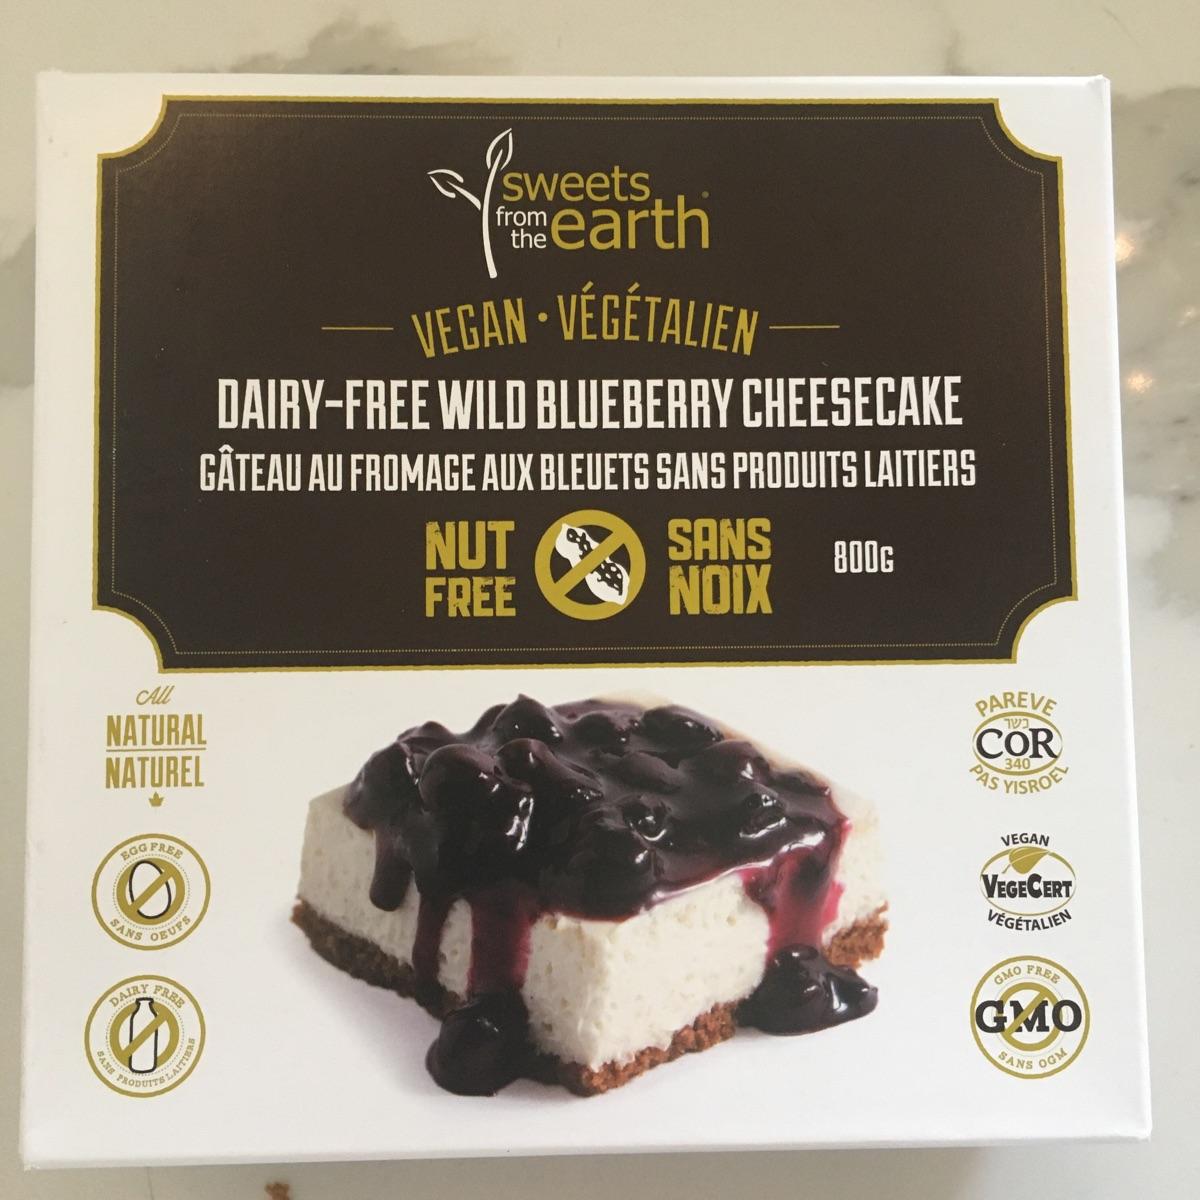 sweets
from
the earth
VEGAN • VÉGÉTALIEN
DAIRY-FREE WILD BLUEBERRY CHEESECAKE
GÂTEAU AU FROMAGE AUX BLEUETS SANS PRODUITS LAITIERS
NUT FREE
SANS NOIX
800G
All
NATURAL
NATUREL
EGG FREE
SANS OEUFS
DAIRY FREE
SANS PRODUITS LAITIERS
PAREVE
כשר
COR
340
PAS YISROEL
VEGAN
VEGECERT
VÉGÉTALIEN
GMO FREE
GMO
SANS OGM